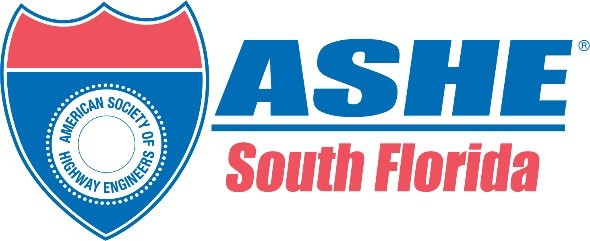 AMERICAN SOCIETY OF
HIGHWAY ENGINEERS
ASHE®
South Florida